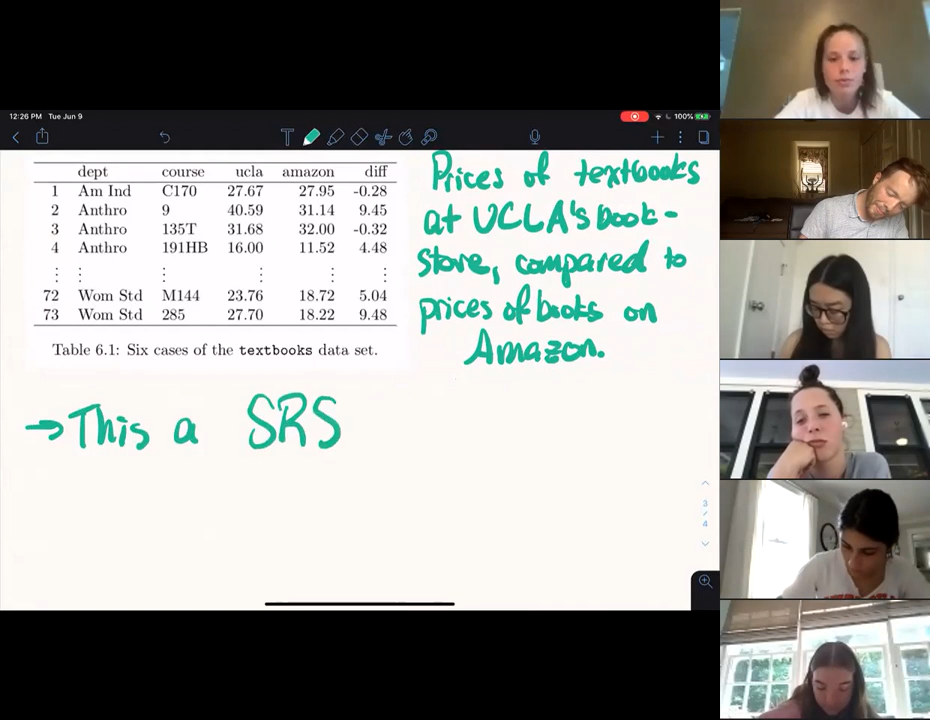 12:26 PM Tue Jun 9
100%
dept course ucla amazon diff
1 Am Ind C170 27.67 27.95 -0.28
2 Anthro 9 40.59 31.14 9.45
3 Anthro 135T 31.68 32.00 -0.32
4 Anthro 191HB 16.00 11.52 4.48
⋮ ⋮ ⋮ ⋮ ⋮ ⋮
72 Wom Std M144 23.76 18.72 5.04
73 Wom Std 285 27.70 18.22 9.48
Table 6.1: Six cases of the textbooks data set.
Prices of textbooks
at UCLA's book-
store, compared to
prices of books on
Amazon.
→ This a SRS
3
/
4